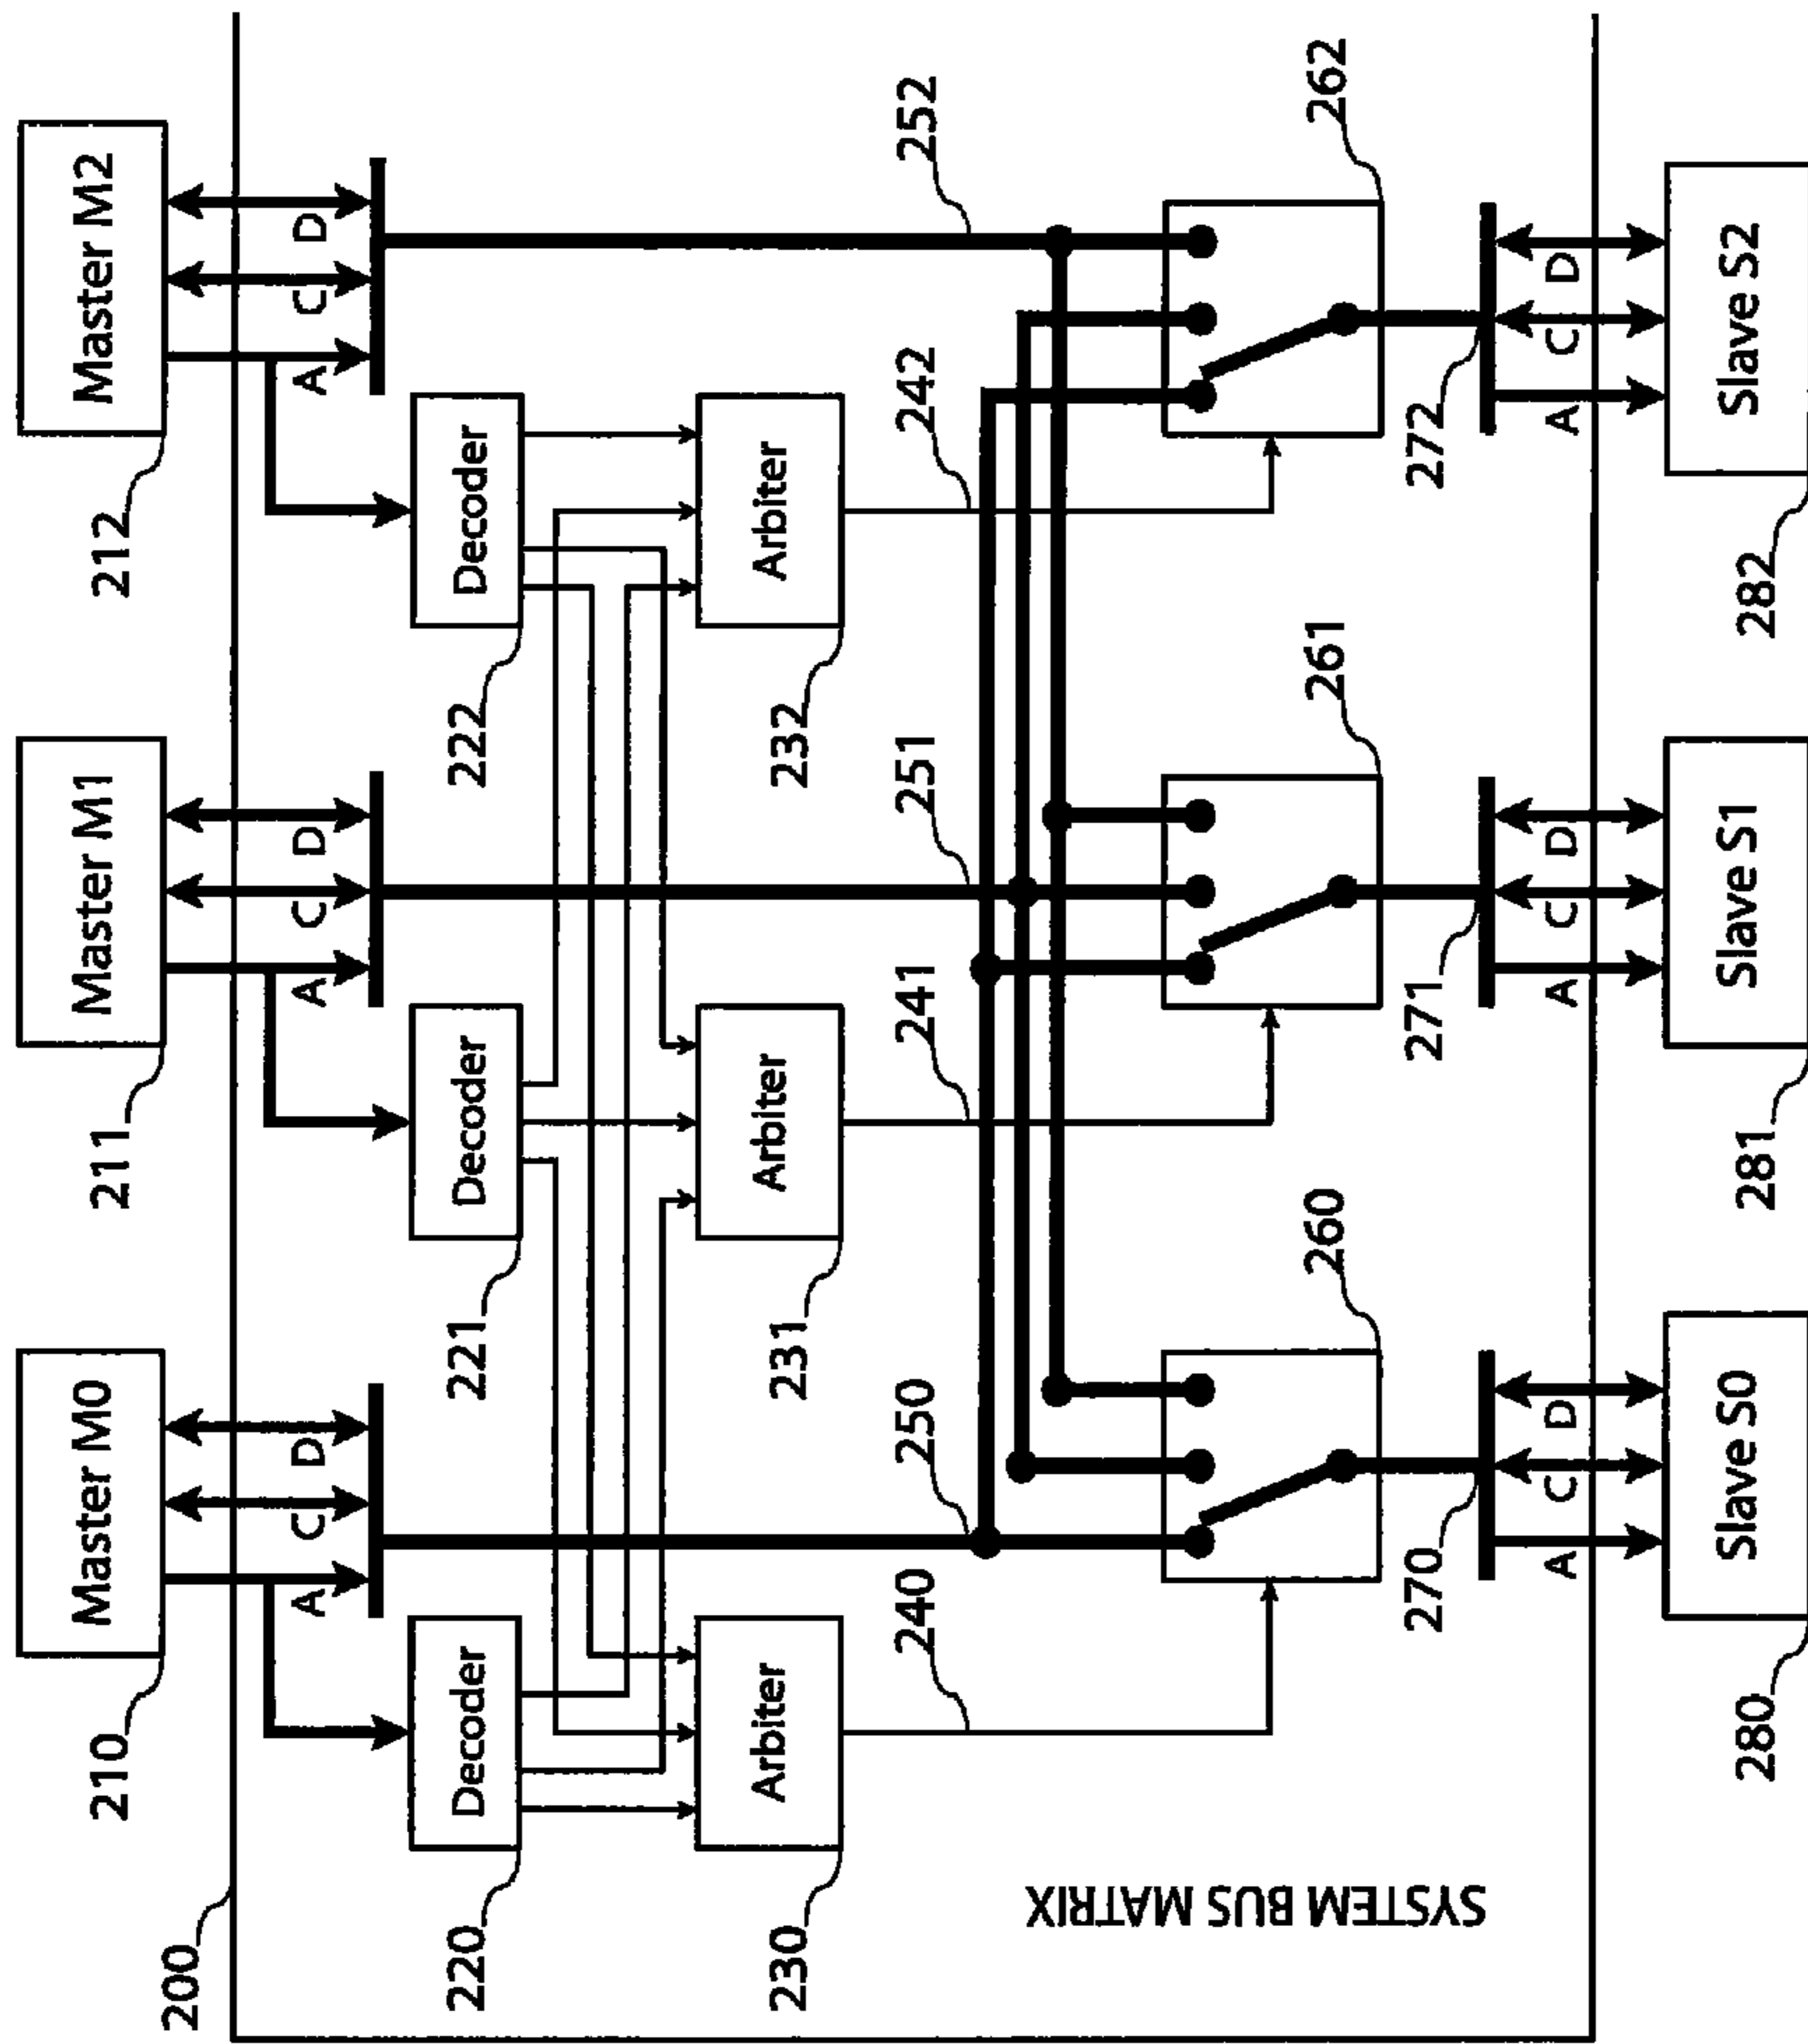 200
210
Master M0
211
Master M1
212
Master M2
A
C
D
A
C
D
A
C
D
220
Decoder
221
Decoder
222
Decoder
230
Arbiter
231
Arbiter
232
Arbiter
240
250
241
251
242
252
260
261
262
270
271
272
A
C
D
A
C
D
A
C
D
280
Slave S0
281
Slave S1
282
Slave S2
SYSTEM BUS MATRIX